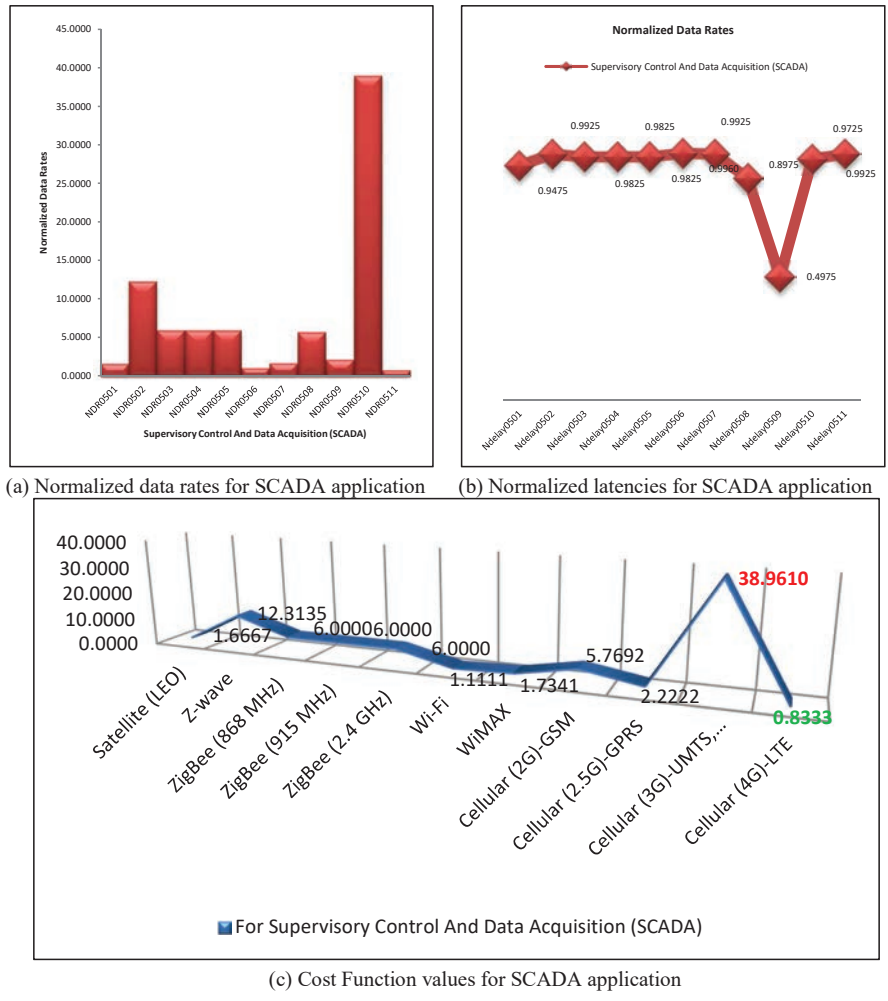 45.0000
40.0000
35.0000
30.0000
25.0000
20.0000
15.0000
10.0000
5.0000
0.0000
Normalized Data Rates
NDR0501
NDR0502
NDR0503
NDR0504
NDR0505
NDR0506
NDR0507
NDR0508
NDR0509
NDR0510
NDR0511
Supervisory Control And Data Acquisition (SCADA)
Normalized Data Rates
Supervisory Control And Data Acquisition (SCADA)
0.9925
0.9925
0.9825
0.9925
0.8975
0.9725
0.9475
0.9825
0.9825
0.9960
0.9925
0.4975
Ndelay0501
Ndelay0502
Ndelay0503
Ndelay0504
Ndelay0505
Ndelay0506
Ndelay0507
Ndelay0508
Ndelay0509
Ndelay0510
Ndelay0511
(a) Normalized data rates for SCADA application
(b) Normalized latencies for SCADA application
40.0000
30.0000
20.0000
10.0000
0.0000
1.6667
12.3135
6.0000
6.0000
6.0000
1.1111
1.7341
5.7692
2.2222
38.9610
0.8333
Satellite (LEO)
Z-wave
ZigBee (868 MHz)
ZigBee (915 MHz)
ZigBee (2.4 GHz)
Wi-Fi
WiMAX
Cellular (2G)-GSM
Cellular (2.5G)-GPRS
Cellular (3G)-UMTS,...
Cellular (4G)-LTE
For Supervisory Control And Data Acquisition (SCADA)
(c) Cost Function values for SCADA application